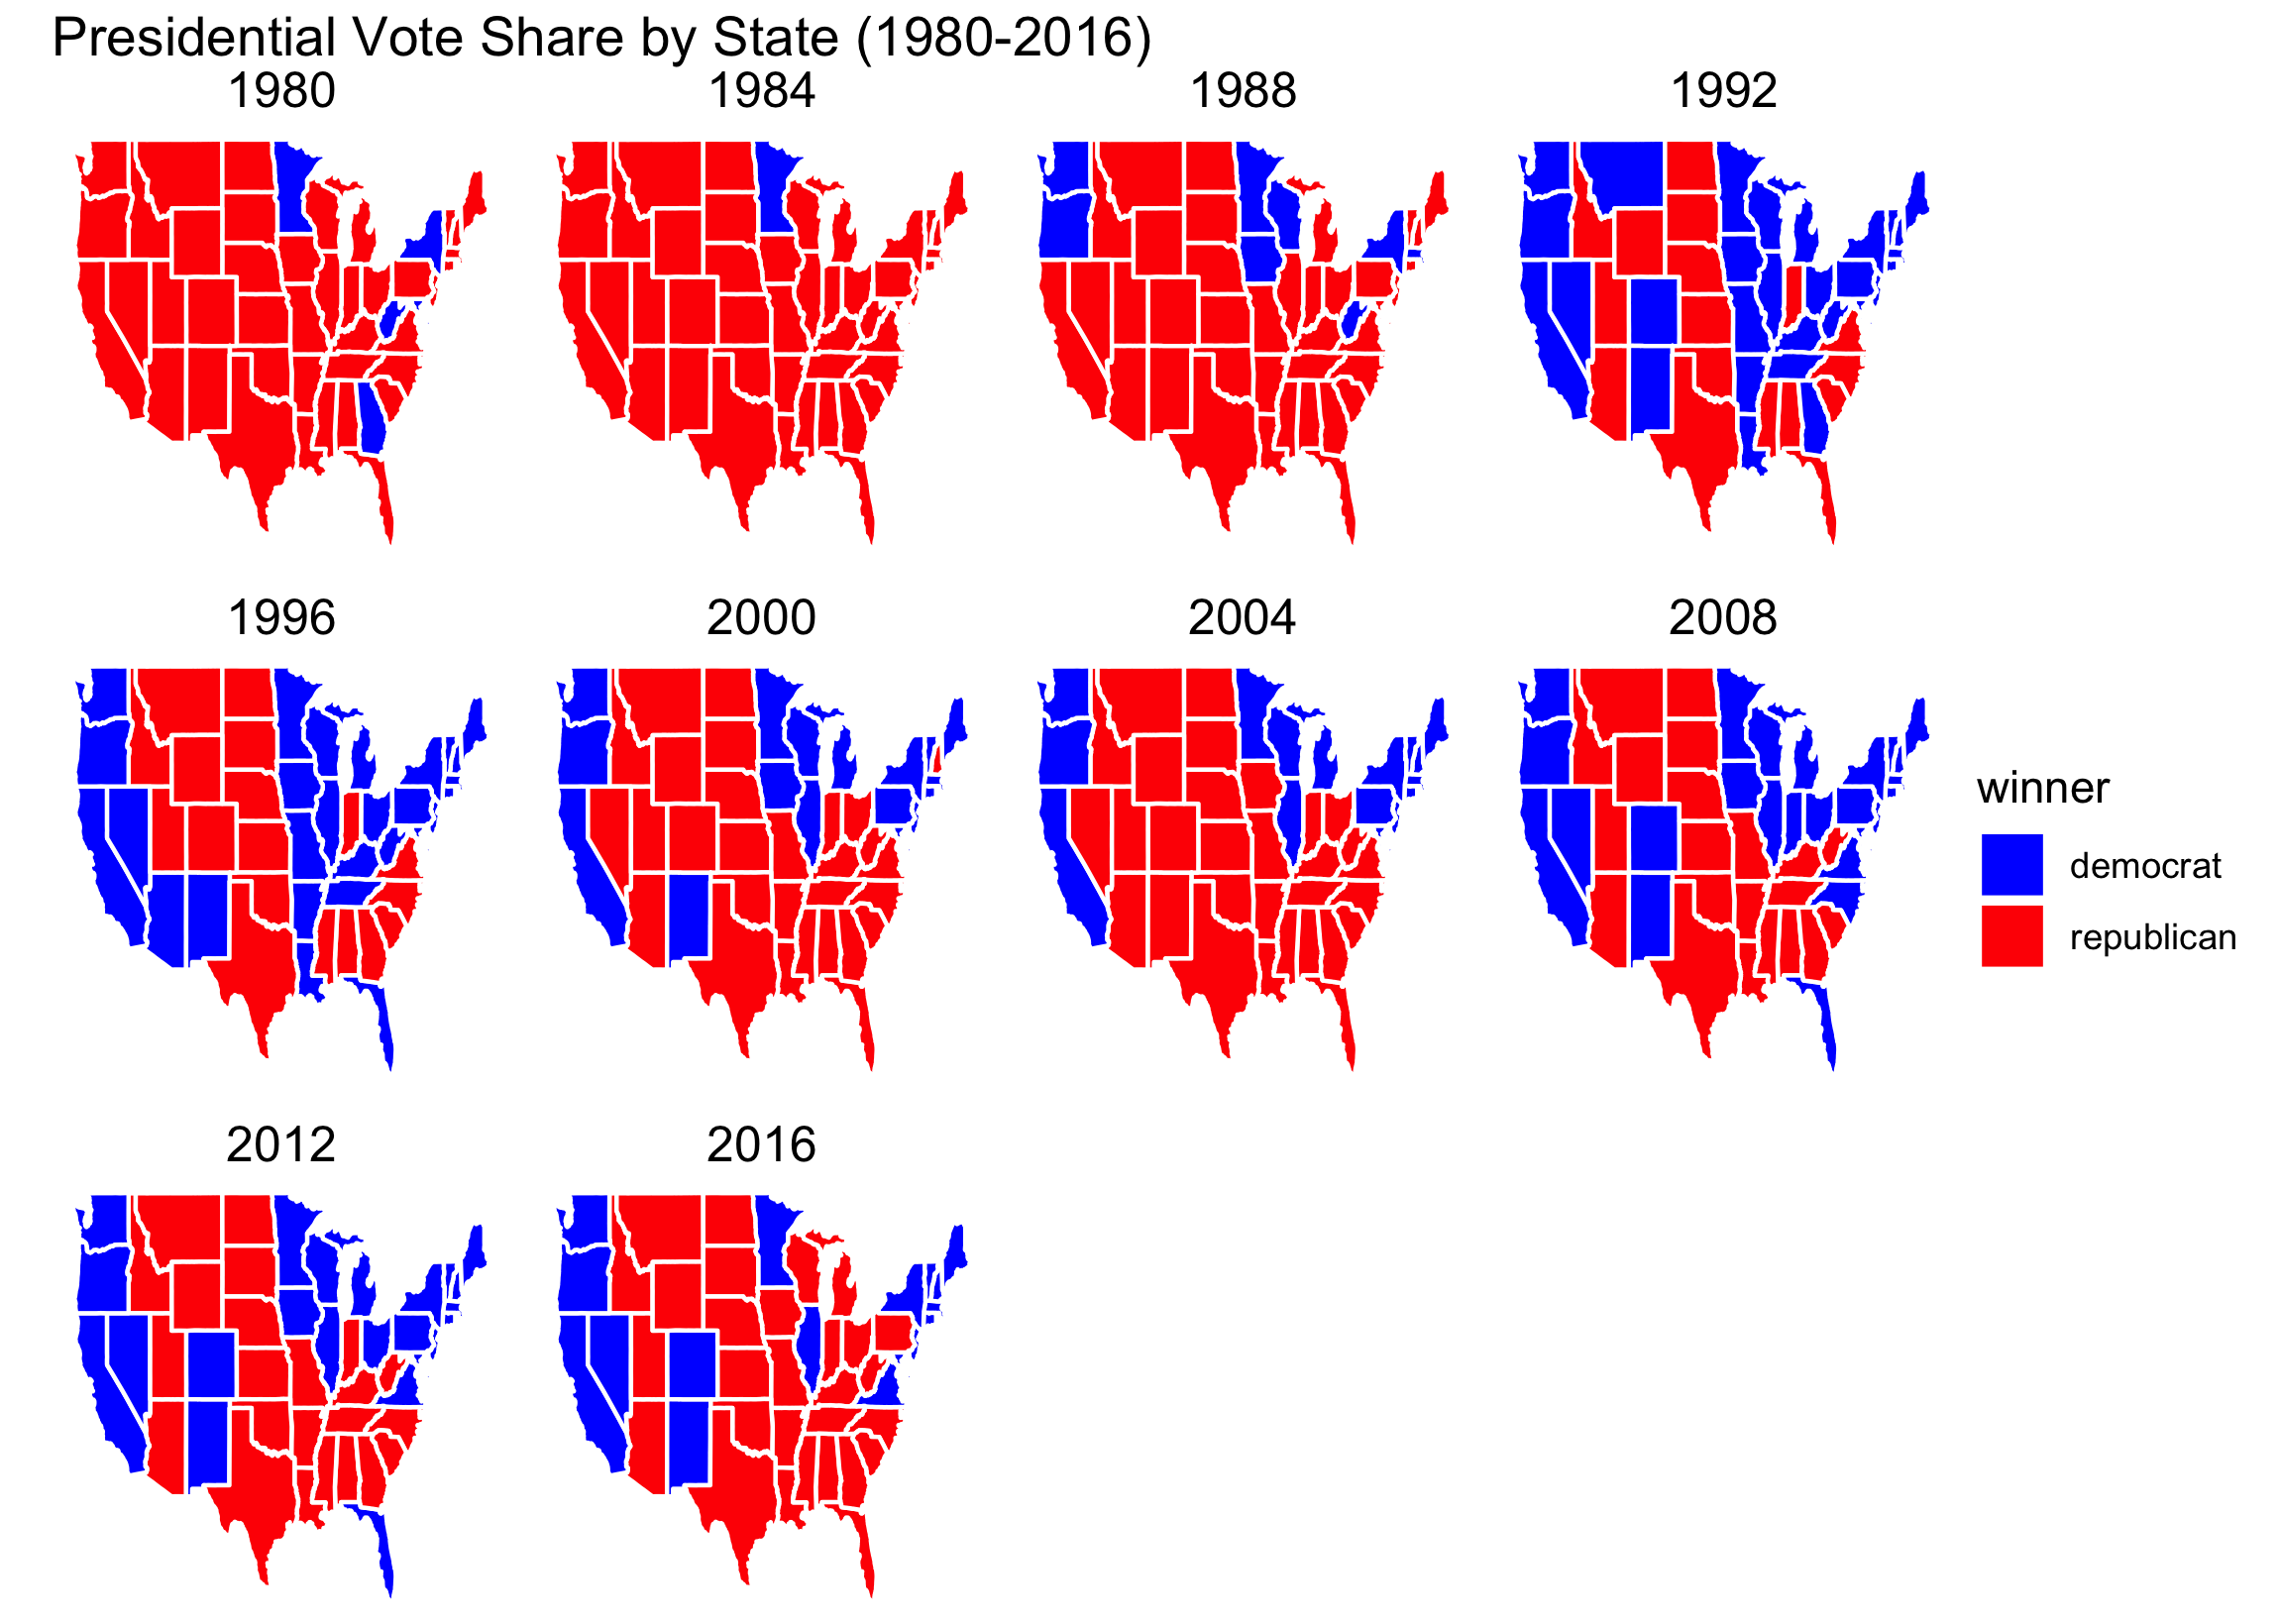 Presidential Vote Share by State (1980-2016)
1980
1984
1988
1992
1996
2000
2004
2008
winner
democrat
republican
2012
2016